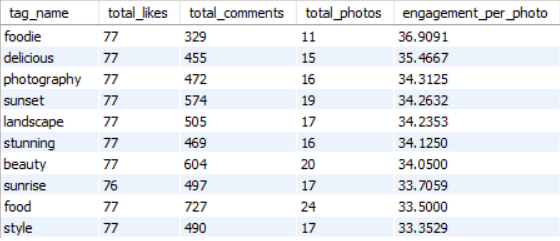 tag_name total_likes total_comments total_photos engagement_per_photo
foodie 77 329 11 36.9091
delicious 77 455 15 35.4667
photography 77 472 16 34.3125
sunset 77 574 19 34.2632
landscape 77 505 17 34.2353
stunning 77 469 16 34.1250
beauty 77 604 20 34.0500
sunrise 76 497 17 33.7059
food 77 727 24 33.5000
style 77 490 17 33.3529